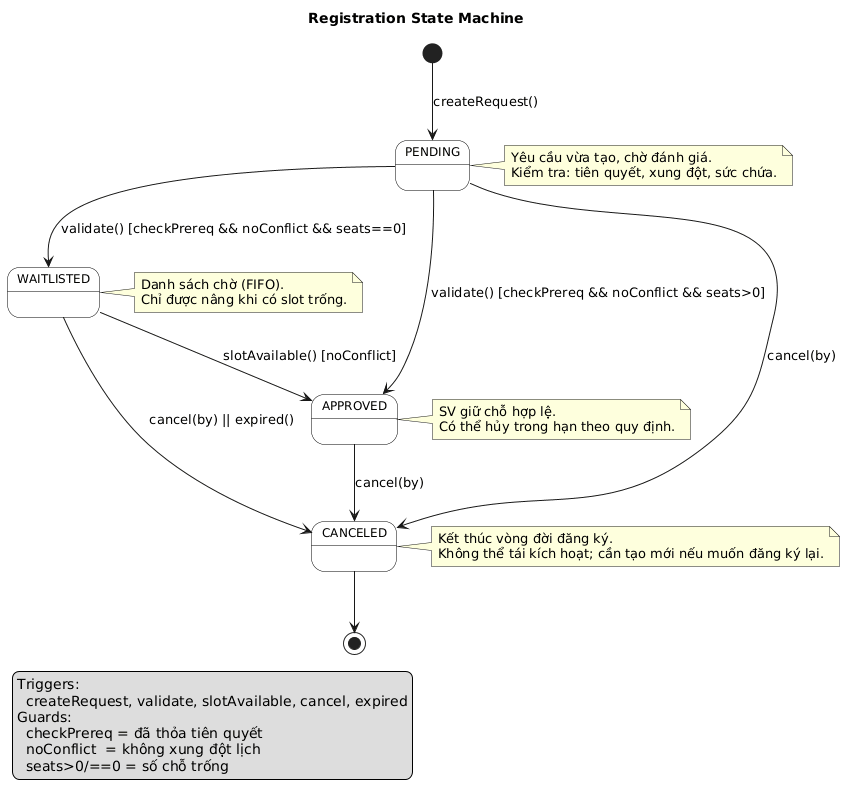 Registration State Machine
createRequest()
PENDING
Yêu cầu vừa tạo, chờ đánh giá.
Kiểm tra: tiên quyết, xung đột, sức chứa.
validate() [checkPrereq && noConflict && seats==0]
WAITLISTED
Danh sách chờ (FIFO).
Chỉ được nâng khi có slot trống.
validate() [checkPrereq && noConflict && seats>0]
slotAvailable() [noConflict]
cancel(by)
APPROVED
SV giữ chỗ hợp lệ.
Có thể hủy trong hạn theo quy định.
cancel(by) || expired()
cancel(by)
CANCELED
Kết thúc vòng đời đăng ký.
Không thể tái kích hoạt; cần tạo mới nếu muốn đăng ký lại.
Triggers:
createRequest, validate, slotAvailable, cancel, expired
Guards:
checkPrereq = đã thỏa tiên quyết
noConflict  = không xung đột lịch
seats>0/==0 = số chỗ trống